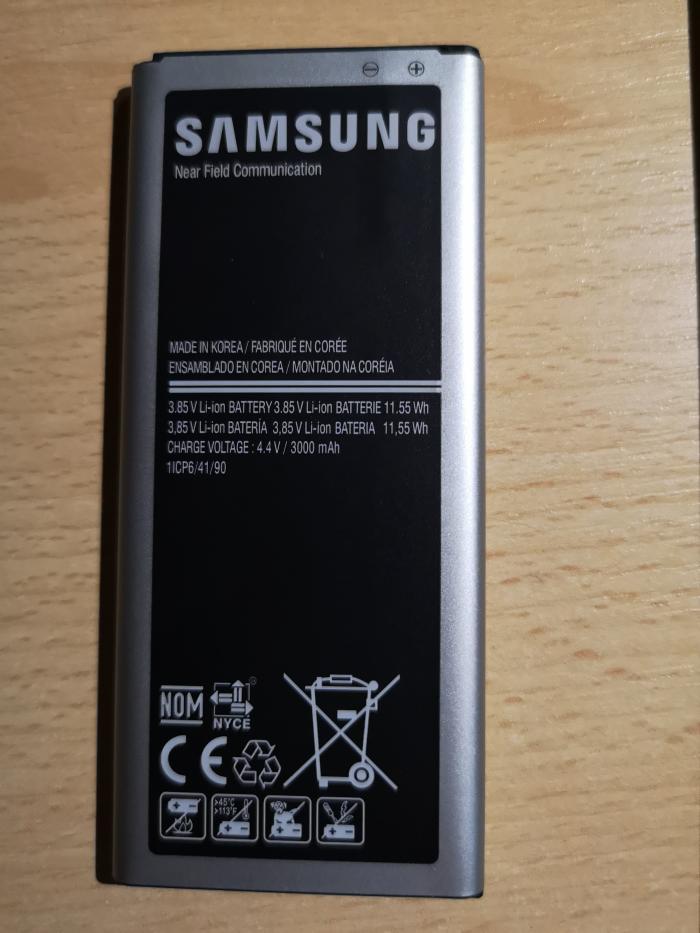 SAMSUNG
Near Field Communication
MADE IN KOREA / FABRIQUÉ EN CORÉE
ENSAMBLADO EN COREA / MONTADO NA CORÉIA
3.85 V Li-ion BATTERY 3.85 V Li-ion BATTERIE 11.55 Wh
3,85 V Li-ion BATERÍA 3,85 V Li-ion BATERIA 11,55 Wh
CHARGE VOLTAGE : 4.4 V / 3000 mAh
1ICP6/41/90
NOM
NYCE
CE
>45°C
>113°F